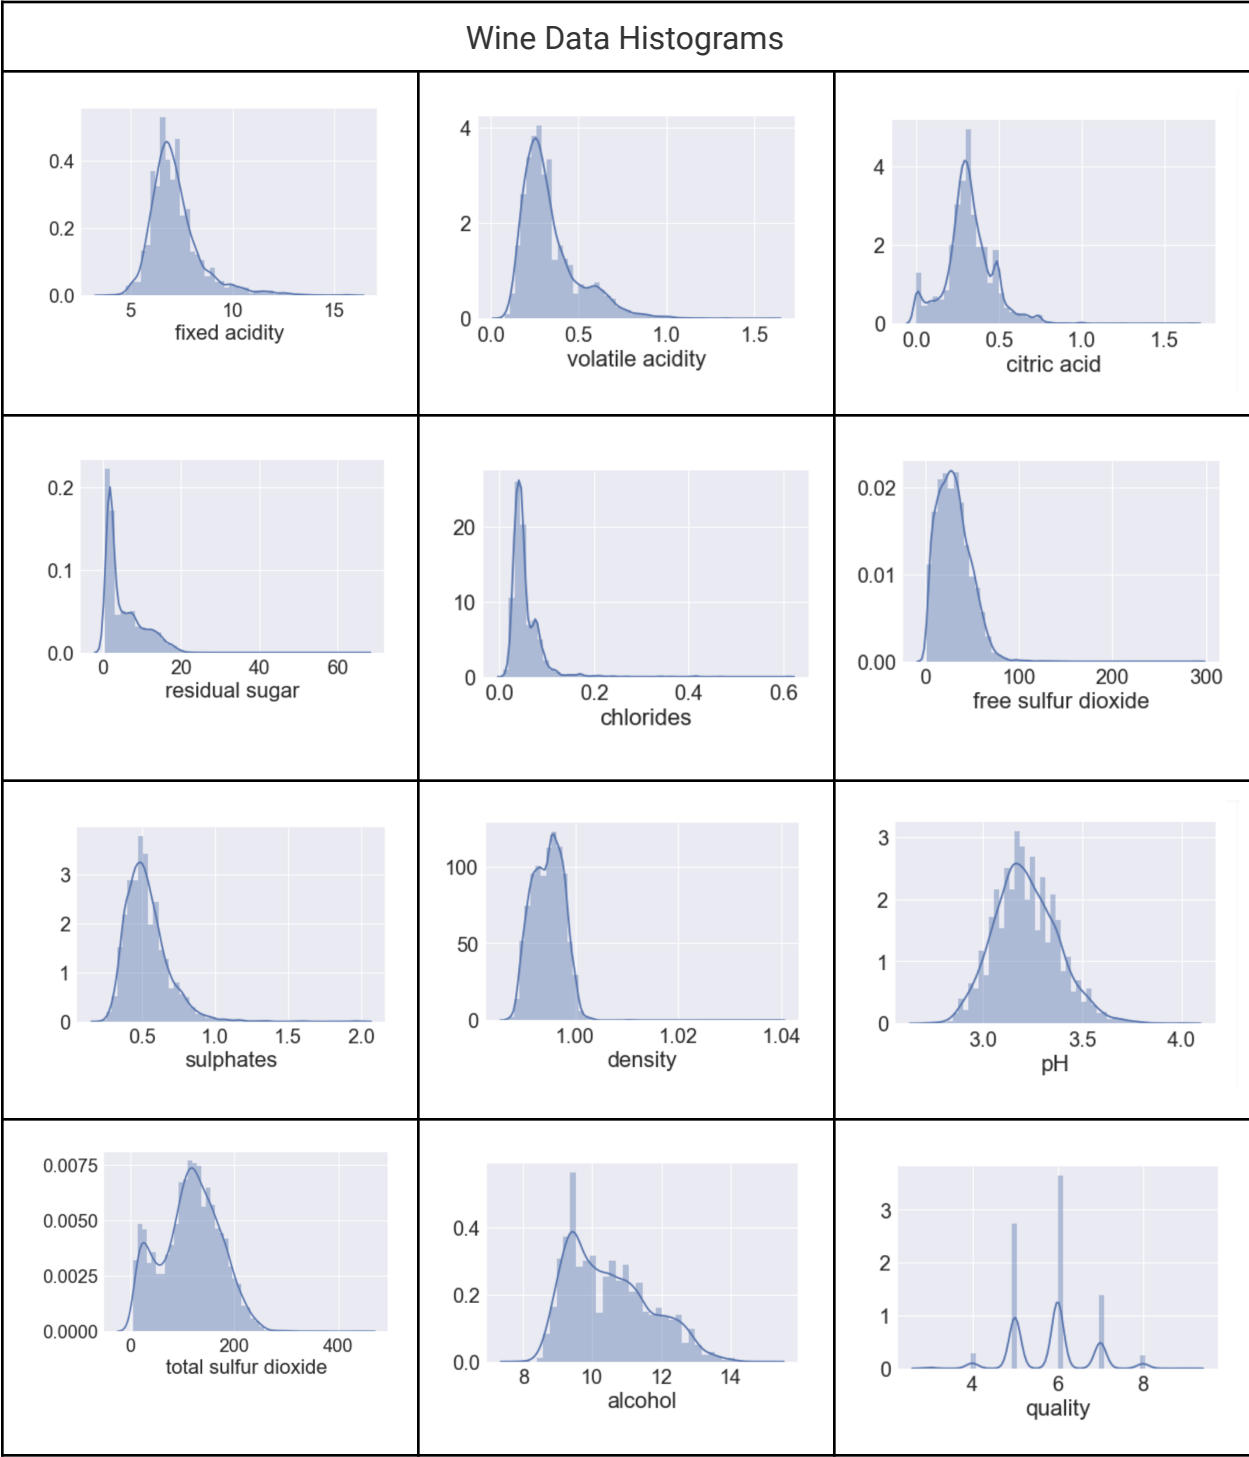 Wine Data Histograms
0.4
0.2
0.0
5 10 15
fixed acidity
4
2
0
0.0 0.5 1.0 1.5
volatile acidity
4
2
0
0.0 0.5 1.0 1.5
citric acid
0.2
0.1
0.0
0 20 40 60
residual sugar
20
10
0
0.0 0.2 0.4 0.6
chlorides
0.02
0.01
0.00
0 100 200 300
free sulfur dioxide
3
2
1
0
0.5 1.0 1.5 2.0
sulphates
100
50
0
1.00 1.02 1.04
density
3
2
1
0
3.0 3.5 4.0
pH
0.0075
0.0050
0.0025
0.0000
0 200 400
total sulfur dioxide
0.4
0.2
0.0
8 10 12 14
alcohol
3
2
1
0
4 6 8
quality